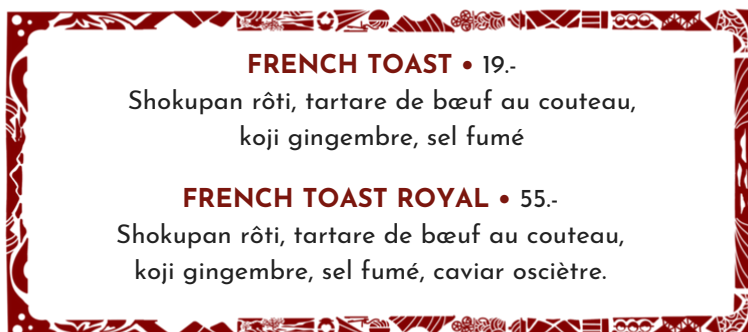 FRENCH TOAST • 19.-
Shokupan rôti, tartare de bœuf au couteau,
koji gingembre, sel fumé
FRENCH TOAST ROYAL • 55.-
Shokupan rôti, tartare de bœuf au couteau,
koji gingembre, sel fumé, caviar osciètre.